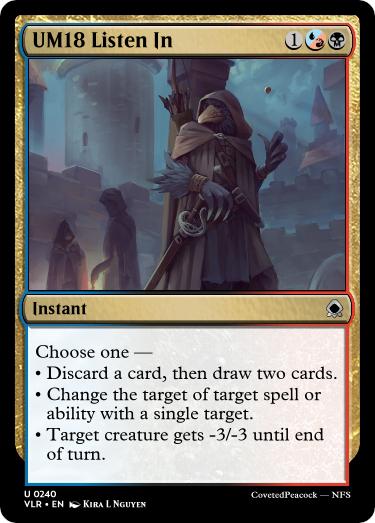 UM18 Listen In
1
Instant
Choose one —
• Discard a card, then draw two cards.
• Change the target of target spell or
ability with a single target.
• Target creature gets -3/-3 until end
of turn.
U 0240
VLR • EN Kira L Nguyen
CovetedPeacock — NFS